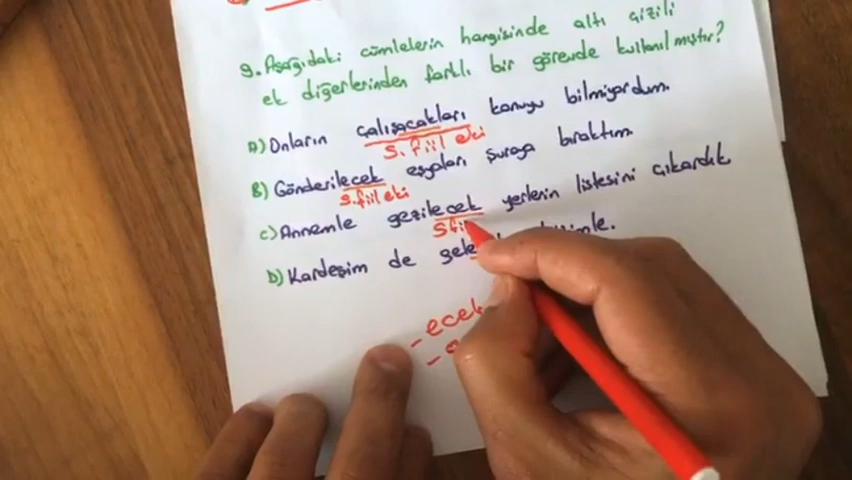 9. Aşağıdaki cümlelerin hangisinde altı çizili
ek diğerlerinden farklı bir görevde kullanılmıştır?
A) Onların çalışacakları konuyu bilmiyordum.
S. fiil eki
B) Gönderilecek eşyaları şuraya bıraktım.
s. fiil eki
C) Annemle gezilecek yerlerin listesini çıkardık
S fi
D) Kardeşim de
-ecek